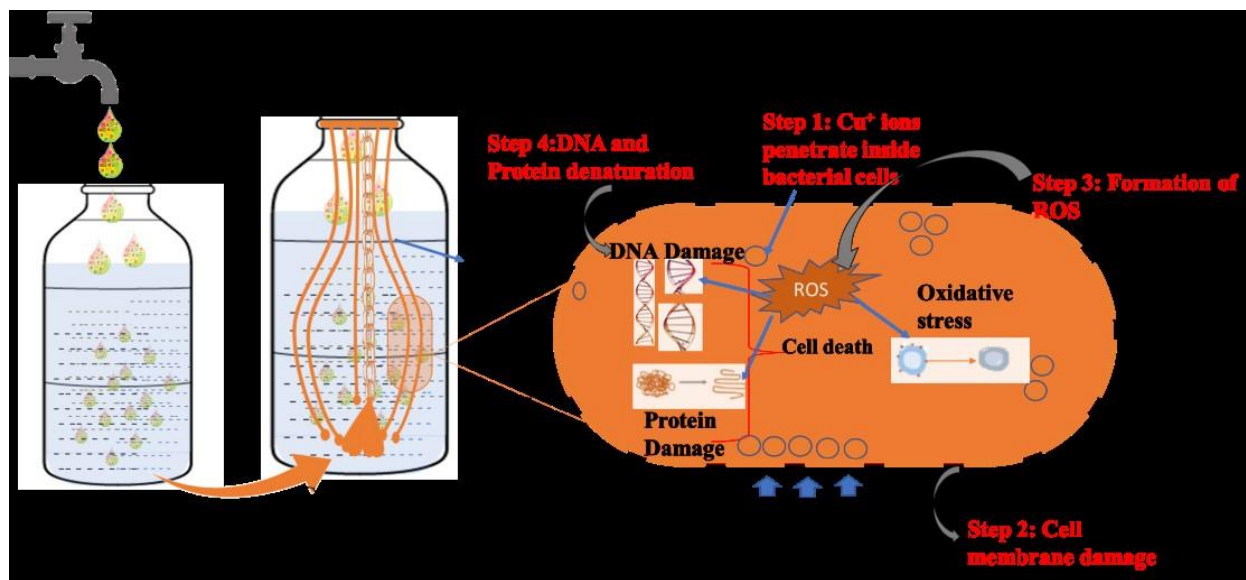 Step 4:DNA and
Protein denaturation
Step 1: Cu⁺ ions
penetrate inside
bacterial cells
Step 3: Formation of
ROS
DNA Damage
ROS
Oxidative
stress
Cell death
Protein
Damage
Step 2: Cell
membrane damage